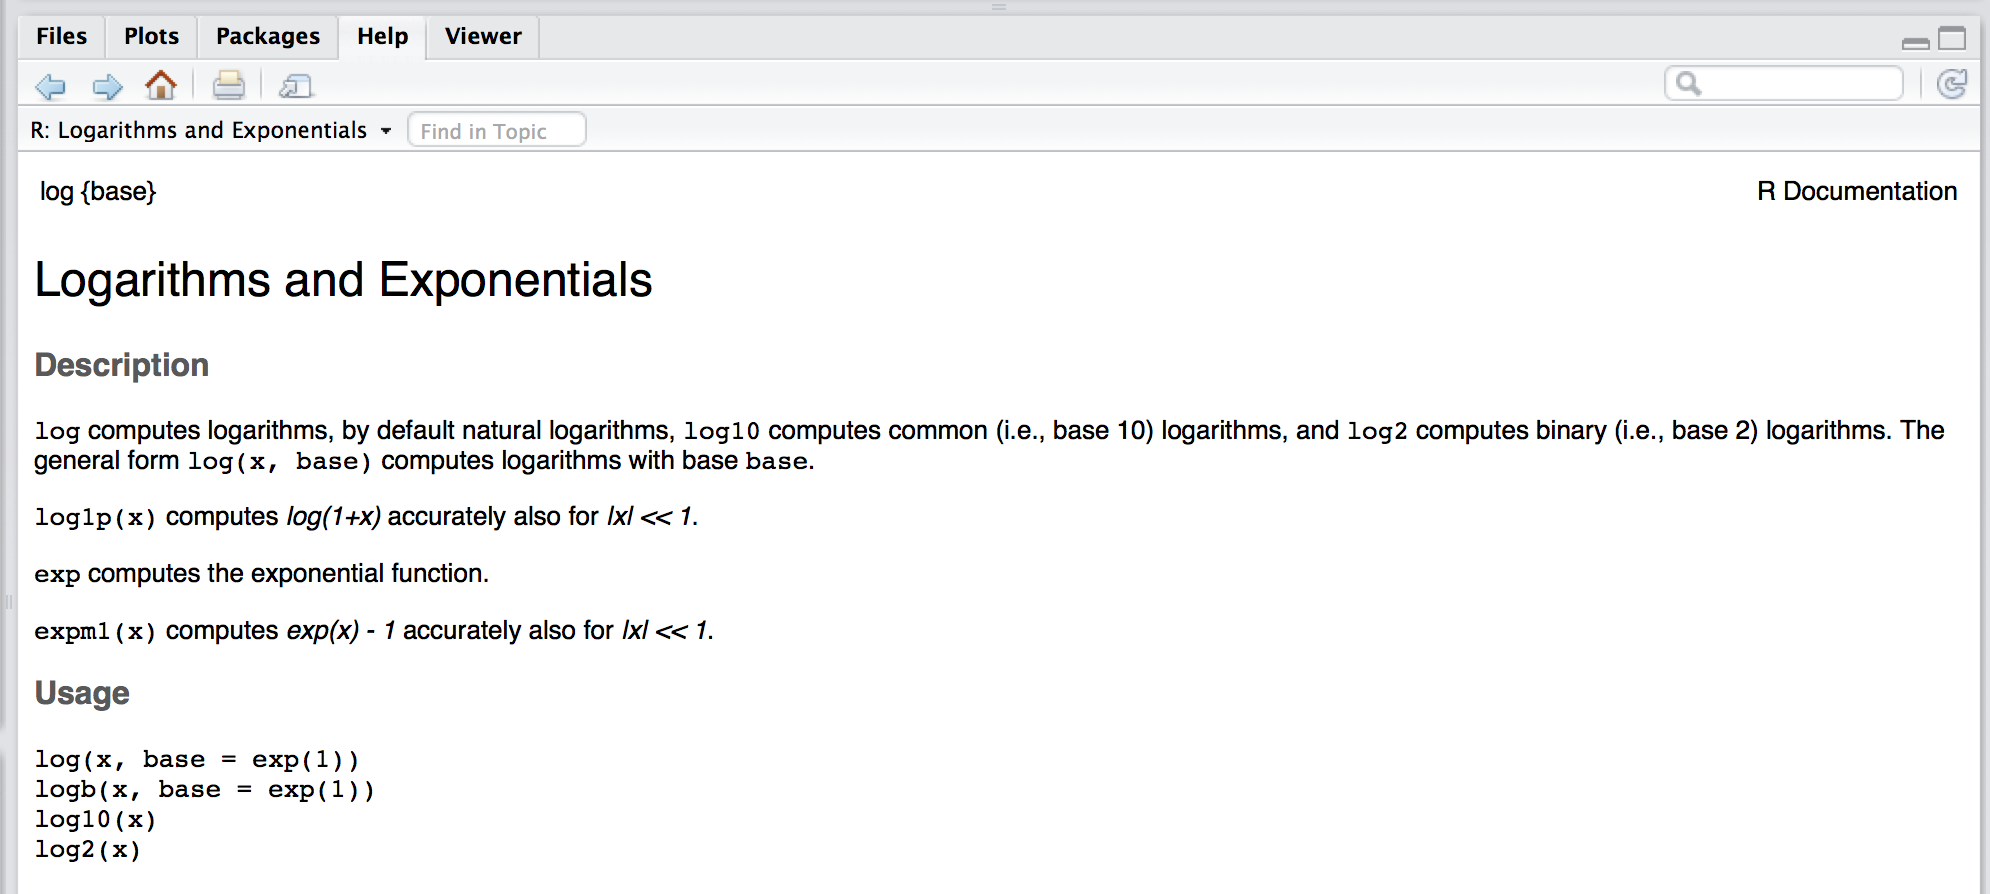 Files Plots Packages Help Viewer
R: Logarithms and Exponentials Find in Topic
log {base} R Documentation
Logarithms and Exponentials
Description
log computes logarithms, by default natural logarithms, log10 computes common (i.e., base 10) logarithms, and log2 computes binary (i.e., base 2) logarithms. The
general form log(x, base) computes logarithms with base base.
log1p(x) computes log(1+x) accurately also for |x| << 1.
exp computes the exponential function.
expm1(x) computes exp(x) - 1 accurately also for |x| << 1.
Usage
log(x, base = exp(1))
logb(x, base = exp(1))
log10(x)
log2(x)